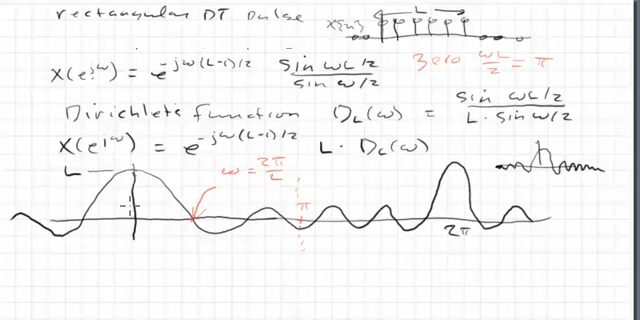 rectangular DT pulse x[n] L
X(e^jω) = e^-jω(L-1)/2 sin ωL/2 / sin ω/2 zero ωL/2 = π
Dirichlete function D_L(ω) = sin ωL/2 / L · sin ω/2
X(e^jω) = e^-jω(L-1)/2 L · D_L(ω)
L ω = 2π/L
π
2π